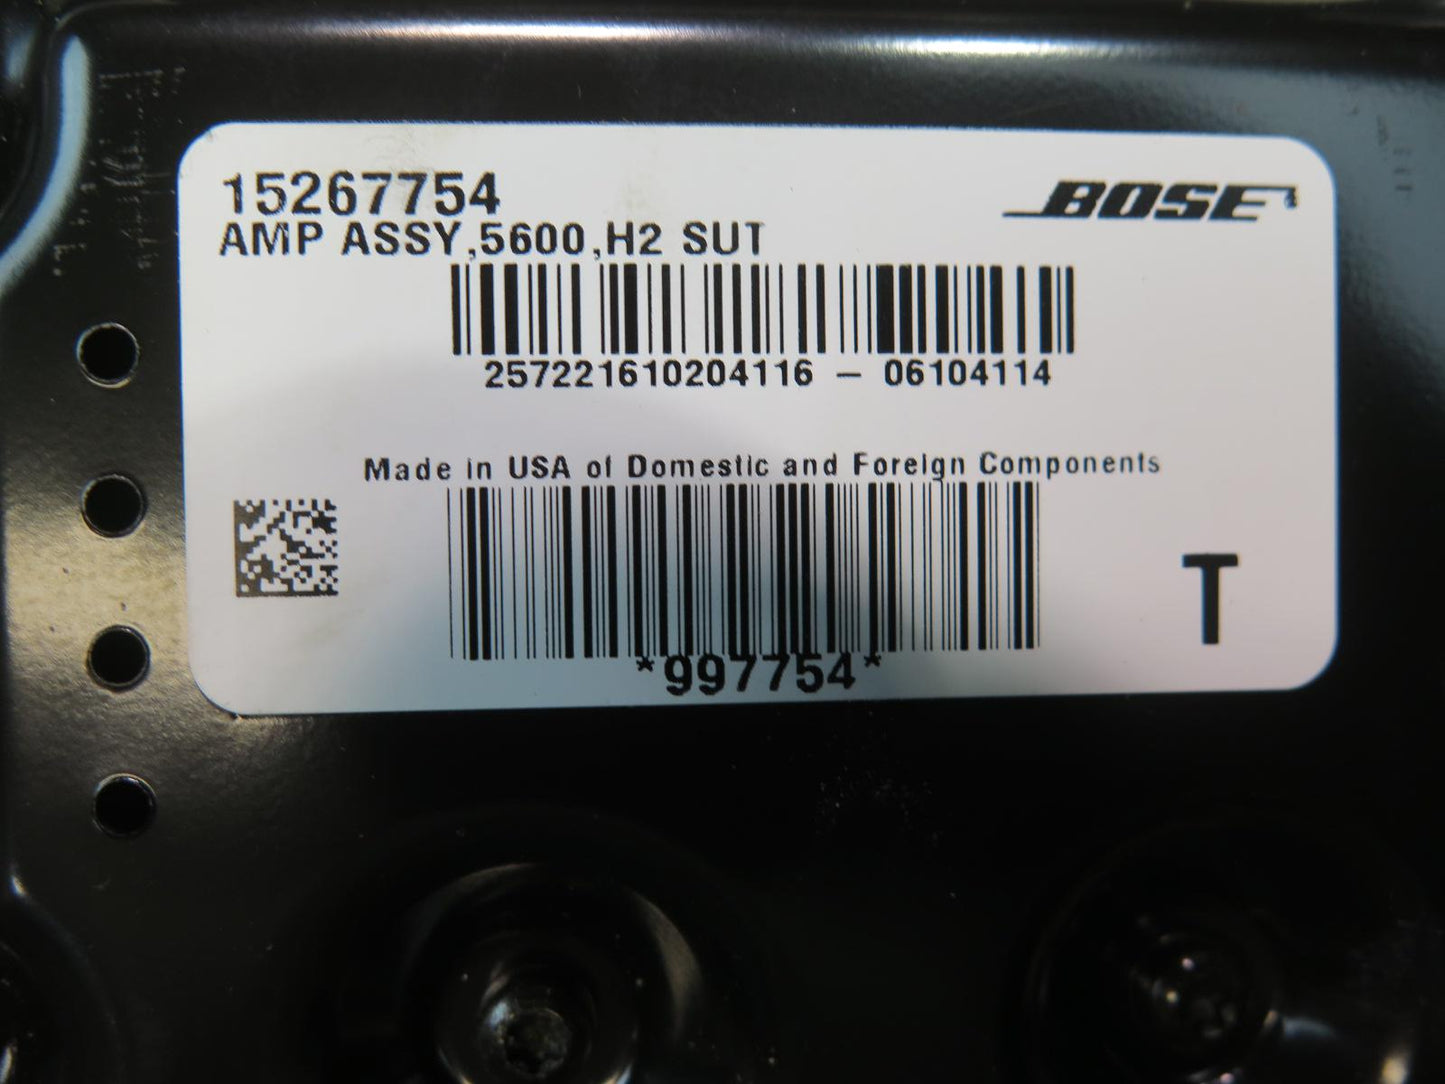 15267754
BOSE
AMP ASSY,5600,H2 SUT
257221610204116 – 06104114
Made in USA of Domestic and Foreign Components
T
*997754*